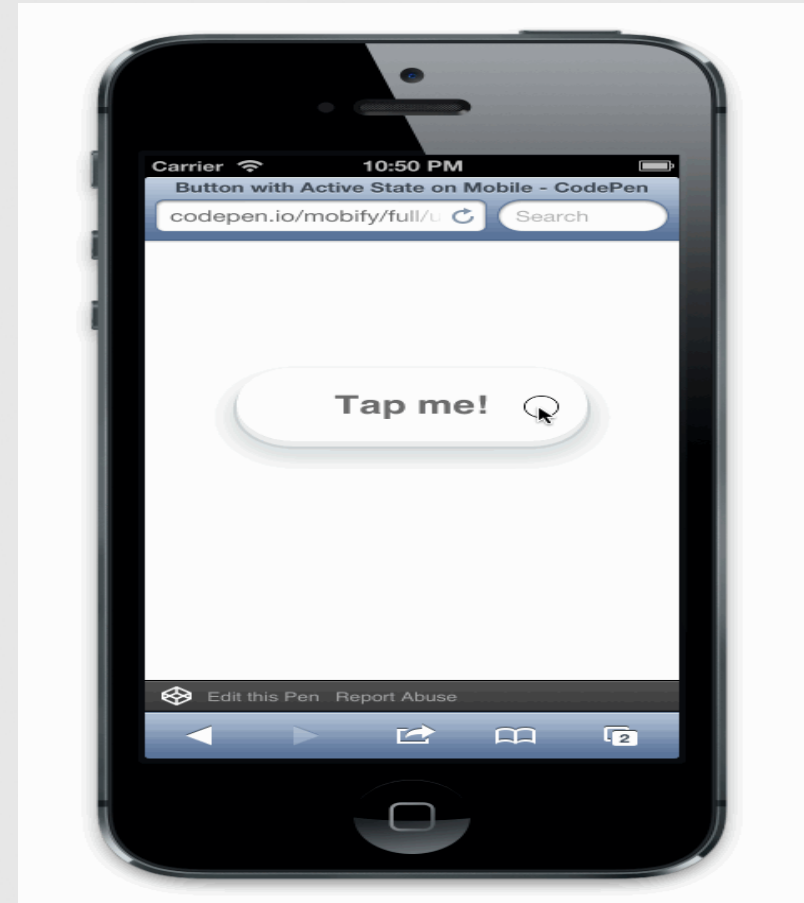 Carrier 10:50 PM
Button with Active State on Mobile - CodePen
codepen.io/mobify/full/u Search
Tap me!
Edit this Pen Report Abuse
2